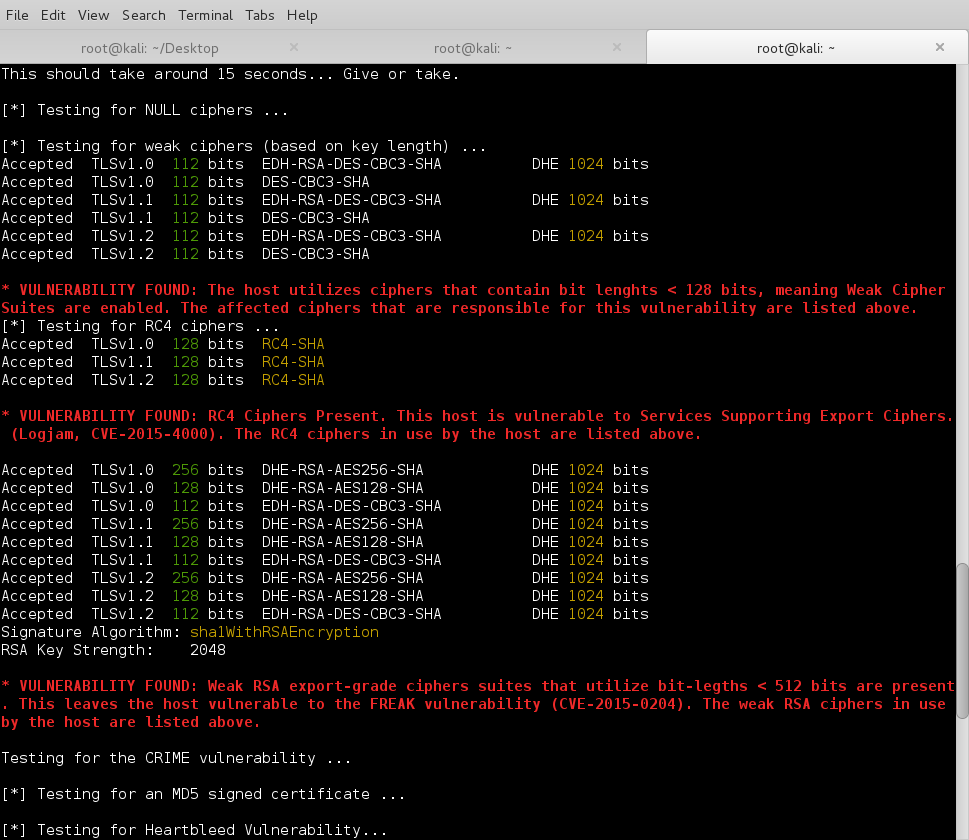 File Edit View Search Terminal Tabs Help
root@kali: ~/Desktop × root@kali: ~ × root@kali: ~ ×
This should take around 15 seconds... Give or take.
[*] Testing for NULL ciphers ...
[*] Testing for weak ciphers (based on key length) ...
Accepted TLSv1.0 112 bits EDH-RSA-DES-CBC3-SHA DHE 1024 bits
Accepted TLSv1.0 112 bits DES-CBC3-SHA
Accepted TLSv1.1 112 bits EDH-RSA-DES-CBC3-SHA DHE 1024 bits
Accepted TLSv1.1 112 bits DES-CBC3-SHA
Accepted TLSv1.2 112 bits EDH-RSA-DES-CBC3-SHA DHE 1024 bits
Accepted TLSv1.2 112 bits DES-CBC3-SHA
* VULNERABILITY FOUND: The host utilizes ciphers that contain bit lenghts < 128 bits, meaning Weak Cipher
Suites are enabled. The affected ciphers that are responsible for this vulnerability are listed above.
[*] Testing for RC4 ciphers ...
Accepted TLSv1.0 128 bits RC4-SHA
Accepted TLSv1.1 128 bits RC4-SHA
Accepted TLSv1.2 128 bits RC4-SHA
* VULNERABILITY FOUND: RC4 Ciphers Present. This host is vulnerable to Services Supporting Export Ciphers.
(Logjam, CVE-2015-4000). The RC4 ciphers in use by the host are listed above.
Accepted TLSv1.0 256 bits DHE-RSA-AES256-SHA DHE 1024 bits
Accepted TLSv1.0 128 bits DHE-RSA-AES128-SHA DHE 1024 bits
Accepted TLSv1.0 112 bits EDH-RSA-DES-CBC3-SHA DHE 1024 bits
Accepted TLSv1.1 256 bits DHE-RSA-AES256-SHA DHE 1024 bits
Accepted TLSv1.1 128 bits DHE-RSA-AES128-SHA DHE 1024 bits
Accepted TLSv1.1 112 bits EDH-RSA-DES-CBC3-SHA DHE 1024 bits
Accepted TLSv1.2 256 bits DHE-RSA-AES256-SHA DHE 1024 bits
Accepted TLSv1.2 128 bits DHE-RSA-AES128-SHA DHE 1024 bits
Accepted TLSv1.2 112 bits EDH-RSA-DES-CBC3-SHA DHE 1024 bits
Signature Algorithm: sha1WithRSAEncryption
RSA Key Strength: 2048
* VULNERABILITY FOUND: Weak RSA export-grade ciphers suites that utilize bit-legths < 512 bits are present
. This leaves the host vulnerable to the FREAK vulnerability (CVE-2015-0204). The weak RSA ciphers in use
by the host are listed above.
Testing for the CRIME vulnerability ...
[*] Testing for an MD5 signed certificate ...
[*] Testing for Heartbleed Vulnerability...